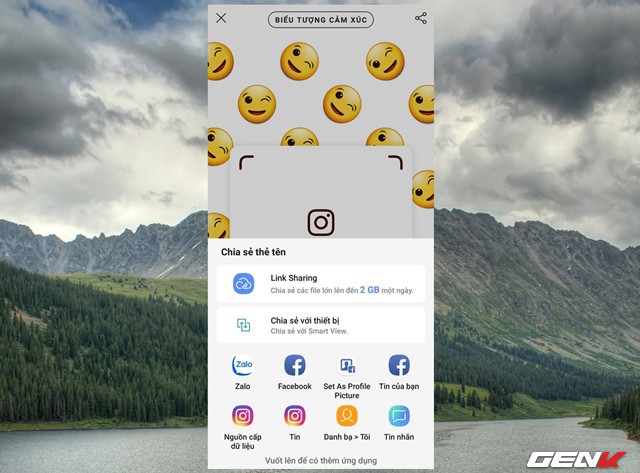 BIỂU TƯỢNG CẢM XÚC
Chia sẻ thẻ tên
Link Sharing
Chia sẻ các file lớn lên đến 2 GB một ngày.
Chia sẻ với thiết bị
Chia sẻ với Smart View.
Zalo
Zalo
Facebook
Set As Profile
Picture
Tin của bạn
Nguồn cấp
dữ liệu
Tin
Danh bạ > Tôi
Tin nhắn
Vuốt lên để có thêm ứng dụng
GENK